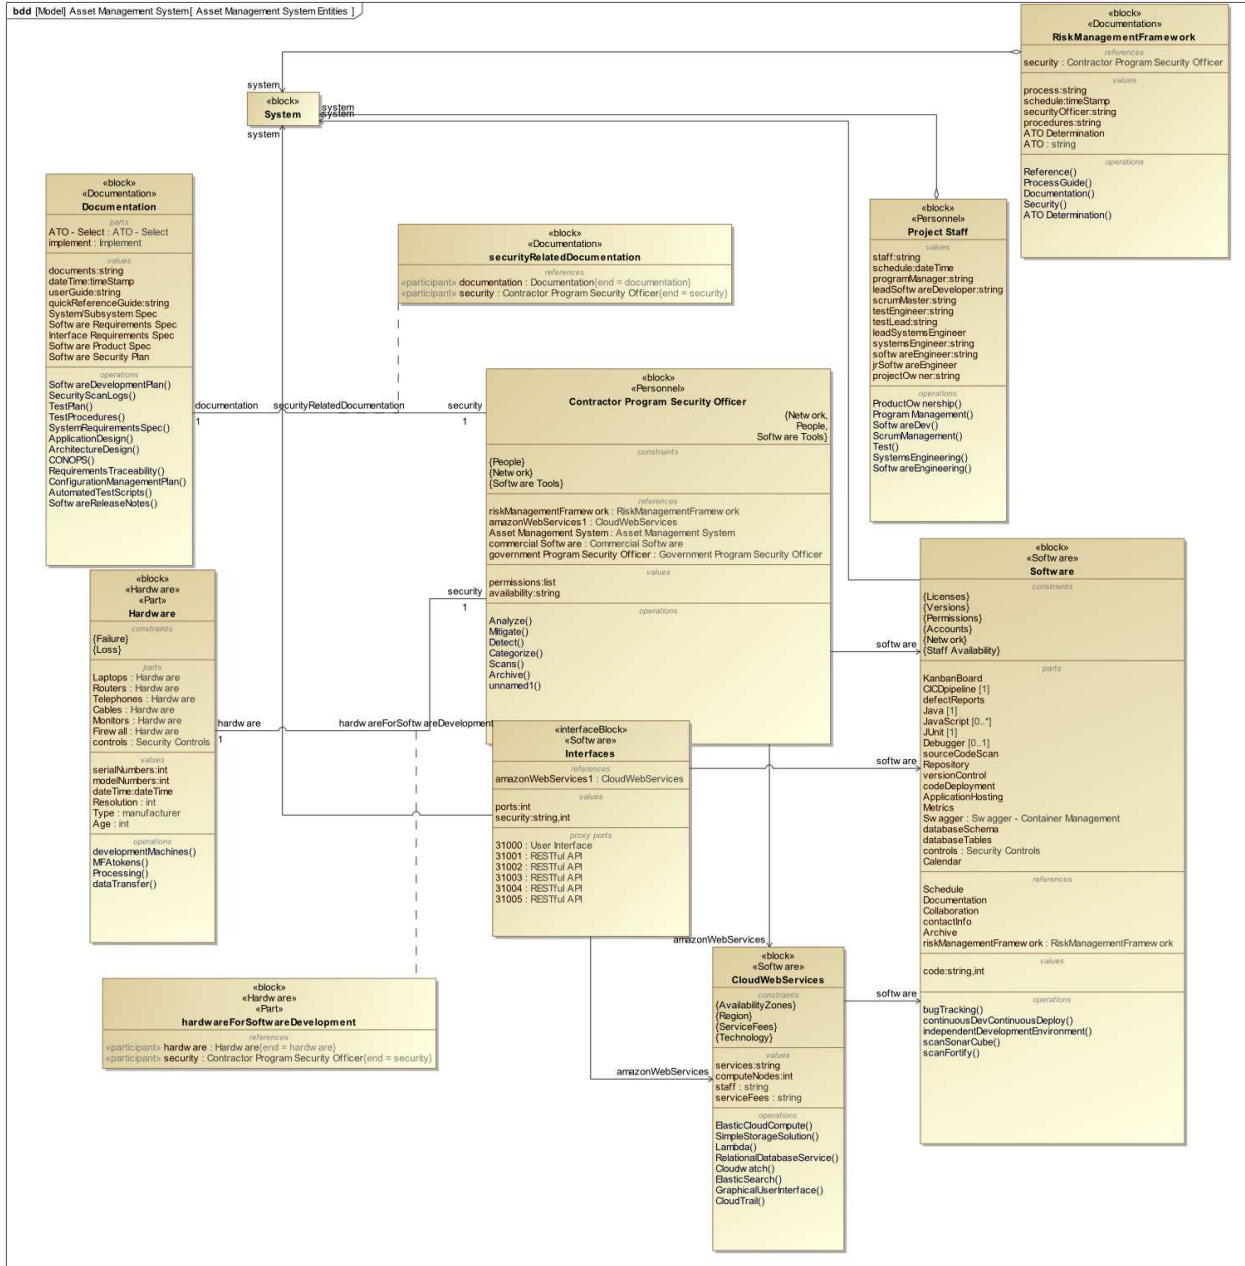 bdd [Model] Asset Management System[ Asset Management System Entities ]
«block»
«Documentation»
RiskManagementFramework
references
security : Contractor Program Security Officer
values
process:string
schedule:timeStamp
securityOfficer:string
procedures:string
ATO Determination
ATO : string
operations
Reference()
ProcessGuide()
Documentation()
Security()
ATO Determination()
system
«block»
System
system
system
system
«block»
«Documentation»
Documentation
parts
ATO - Select : ATO - Select
implement : Implement
values
documents:string
dateTime:timeStamp
userGuide:string
quickReferenceGuide:string
System/Subsystem Spec
Software Requirements Spec
Interface Requirements Spec
Software Product Spec
Software Security Plan
operations
SoftwareDevelopmentPlan()
SecurityScanLogs()
TestPlan()
TestProcedures()
SystemRequirementsSpec()
ApplicationDesign()
ArchitectureDesign()
CONOPS()
RequirementsTraceability()
ConfigurationManagementPlan()
AutomatedTestScripts()
SoftwareReleaseNotes()
«block»
«Documentation»
securityRelatedDocumentation
references
«participant» documentation : Documentation{end = documentation}
«participant» security : Contractor Program Security Officer{end = security}
«block»
«Personnel»
Project Staff
values
staff:string
schedule:dateTime
programManager:string
leadSoftwareDeveloper:string
scrumMaster:string
testEngineer:string
testLead:string
leadSystemsEngineer
systemsEngineer:string
softwareEngineer:string
jrSoftwareEngineer
projectOwner:string
operations
ProductOwnership()
Program Management()
SoftwareDev()
ScrumManagement()
Test()
SystemsEngineering()
SoftwareEngineering()
documentation
1
securityRelatedDocumentation
security
1
«block»
«Personnel»
Contractor Program Security Officer
{Network,
People,
Software Tools}
constraints
{People}
{Network}
{Software Tools}
references
riskManagementFramework : RiskManagementFramework
amazonWebServices1 : CloudWebServices
Asset Management System : Asset Management System
commercial Software : Commercial Software
government Program Security Officer : Government Program Security Officer
values
permissions:list
availability:string
operations
Analyze()
Mitigate()
Detect()
Categorize()
Scans()
Archive()
unnamed1()
security
1
«block»
«Hardware»
«Part»
Hardware
constraints
{Failure}
{Loss}
parts
Laptops : Hardware
Routers : Hardware
Telephones : Hardware
Cables : Hardware
Monitors : Hardware
Firewall : Hardware
controls : Security Controls
values
serialNumbers:int
modelNumbers:int
dateTime:dateTime
Resolution : int
Type : manufacturer
Age : int
operations
developmentMachines()
MFAtokens()
Processing()
dataTransfer()
hardware
1
hardwareForSoftwareDevelopment
«interfaceBlock»
«Software»
Interfaces
references
amazonWebServices1 : CloudWebServices
values
ports:int
security:string,int
proxy ports
31000 : User Interface
31001 : RESTful API
31002 : RESTful API
31003 : RESTful API
31004 : RESTful API
31005 : RESTful API
software
software
software
«block»
«Software»
Software
constraints
{Licenses}
{Versions}
{Permissions}
{Accounts}
{Network}
{Staff Availability}
parts
KanbanBoard
CICDpipeline [1]
defectReports
Java [1]
JavaScript [0..*]
JUnit [1]
Debugger [0..1]
sourceCodeScan
Repository
versionControl
codeDeployment
ApplicationHosting
Metrics
Swagger : Swagger - Container Management
databaseSchema
databaseTables
controls : Security Controls
Calendar
references
Schedule
Documentation
Collaboration
contactInfo
Archive
riskManagementFramework : RiskManagementFramework
values
code:string,int
operations
bugTracking()
continuousDevContinuousDeploy()
independentDevelopmentEnvironment()
scanSonarCube()
scanFortify()
«block»
«Hardware»
«Part»
hardwareForSoftwareDevelopment
references
«participant» hardware : Hardware{end = hardware}
«participant» security : Contractor Program Security Officer{end = security}
amazonWebServices
amazonWebServices
«block»
«Software»
CloudWebServices
constraints
{AvailabilityZones}
{Region}
{ServiceFees}
{Technology}
values
services:string
computeNodes:int
staff : string
serviceFees : string
operations
ElasticCloudCompute()
SimpleStorageSolution()
Lambda()
RelationalDatabaseService()
Cloudwatch()
ElasticSearch()
GraphicalUserInterface()
CloudTrail()